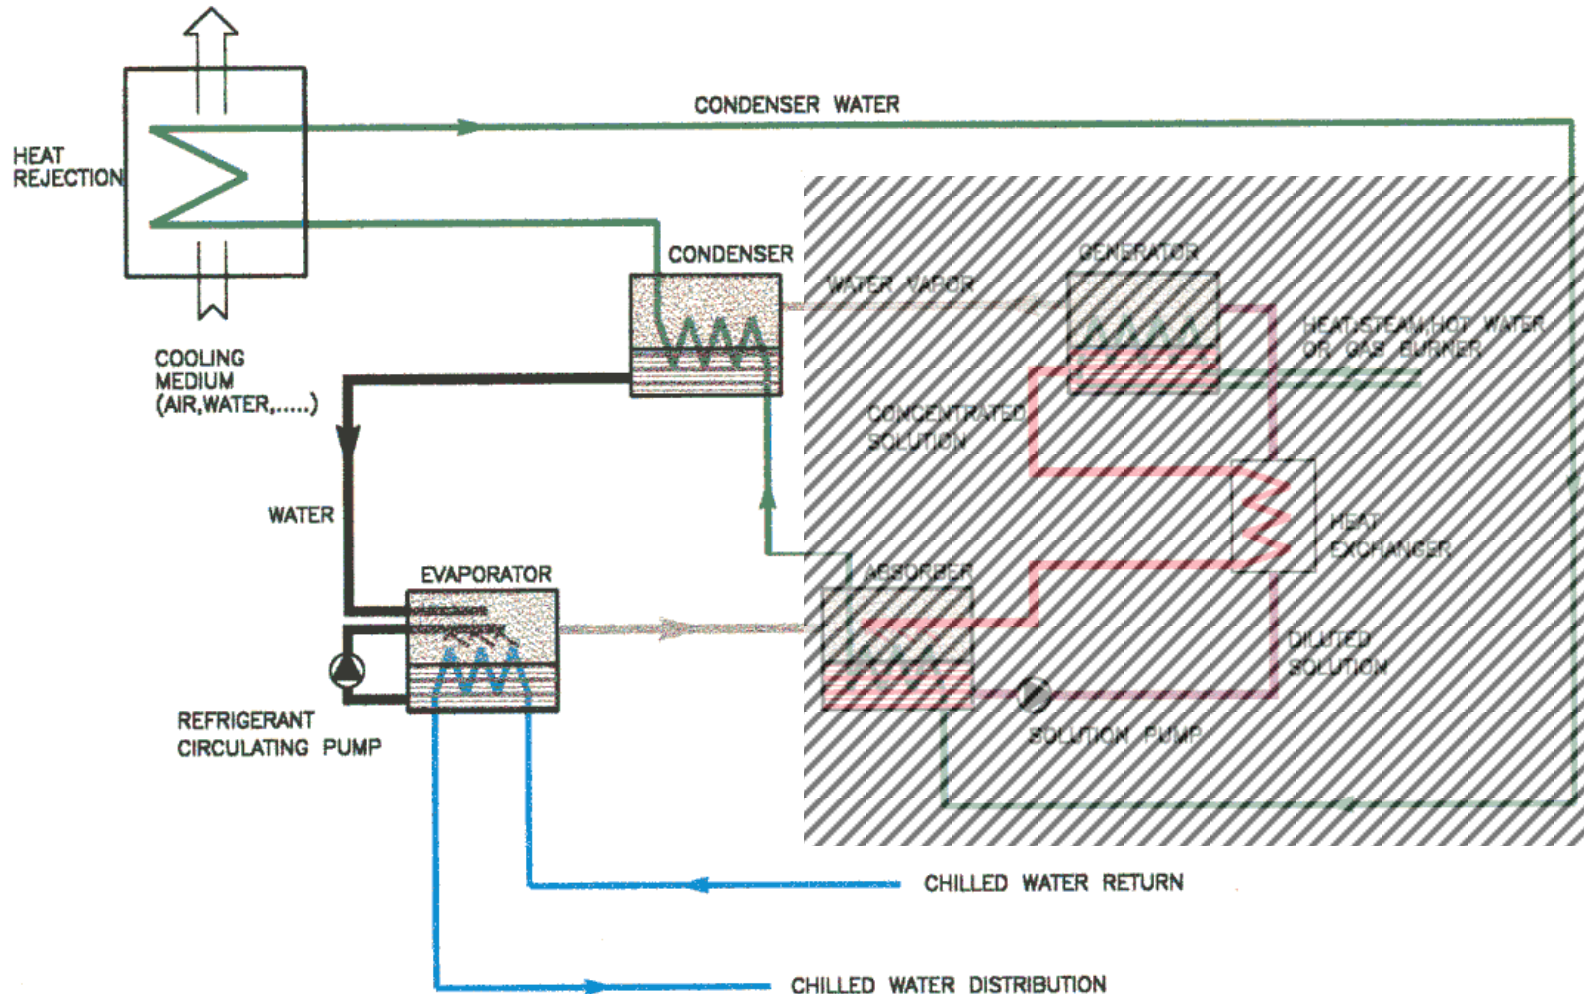 CONDENSER WATER
HEAT
REJECTION
CONDENSER
GENERATOR
WATER VAPOR
HEAT:STEAM,HOT WATER
OR GAS BURNER
COOLING
MEDIUM
(AIR,WATER,.....)
CONCENTRATED
SOLUTION
WATER
HEAT
EXCHANGER
EVAPORATOR
ABSORBER
DILUTED
SOLUTION
REFRIGERANT
CIRCULATING PUMP
SOLUTION PUMP
CHILLED WATER RETURN
CHILLED WATER DISTRIBUTION